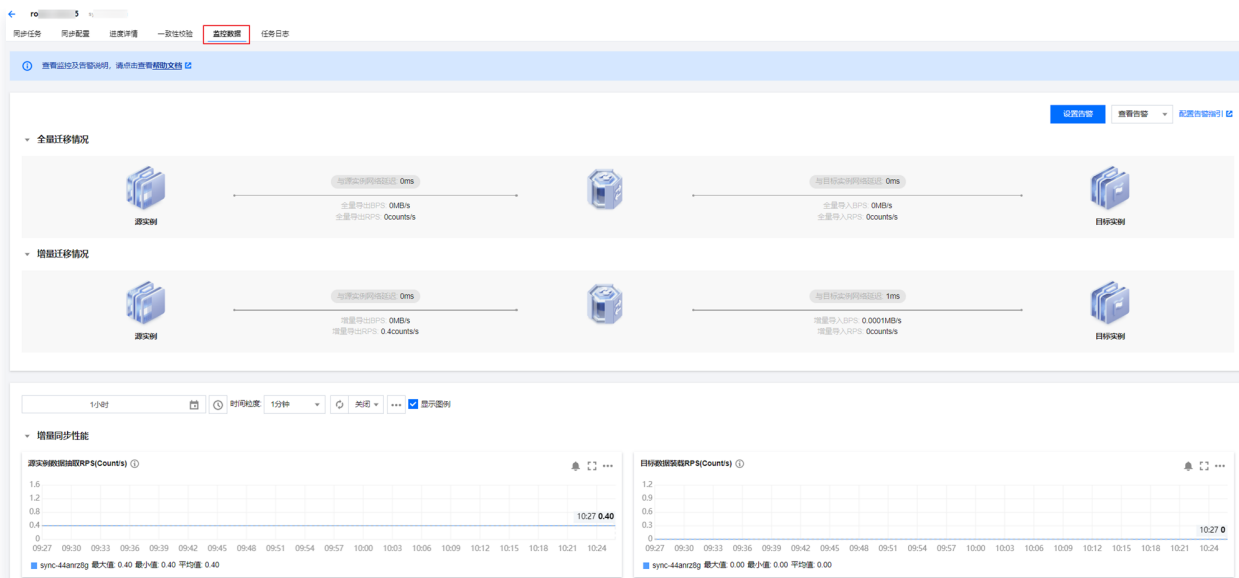 ro 5
同步任务 同步配置 进度详情 一致性校验 监控数据 任务日志
查看监控及告警说明，请点击查看帮助文档
设置告警 查看告警 配置告警指引
全量迁移情况
与源实例网络延迟: 0ms 与目标实例网络延迟: 0ms
全量导出BPS: 0MB/s 全量导入BPS: 0MB/s
全量导出RPS: 0counts/s 全量导入RPS: 0counts/s
源实例 目标实例
增量迁移情况
与源实例网络延迟: 0ms 与目标实例网络延迟: 1ms
增量导出BPS: 0MB/s 增量导入BPS: 0.0001MB/s
增量导出RPS: 0.4counts/s 增量导入RPS: 0counts/s
源实例 目标实例
1小时 时间粒度: 1分钟 关闭 ••• 显示图例
增量同步性能
源实例数据抽取RPS(Count/s)
1.6
1.2
0.8
10:27 0.40
0.4
0
09:27 09:30 09:33 09:36 09:39 09:42 09:45 09:48 09:51 09:54 09:57 10:00 10:03 10:06 10:09 10:12 10:15 10:18 10:21 10:24
sync-44anrz8g 最大值: 0.40 最小值: 0.40 平均值: 0.40
目标数据装载RPS(Count/s)
1.2
0.9
0.6
0.3
10:27 0
0
09:27 09:30 09:33 09:36 09:39 09:42 09:45 09:48 09:51 09:54 09:57 10:00 10:03 10:06 10:09 10:12 10:15 10:18 10:21 10:24
sync-44anrz8g 最大值: 0.00 最小值: 0.00 平均值: 0.00